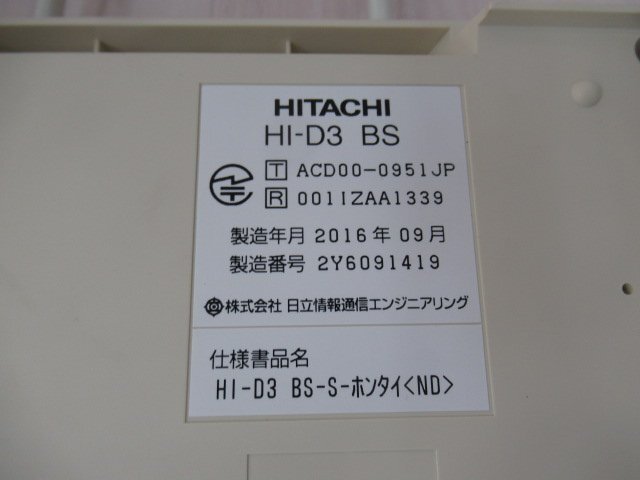 HITACHI
HI-D3 BS
T ACD00-0951JP
R 001IZAA1339
製造年月 2016年09月
製造番号 2Y6091419
株式会社 日立情報通信エンジニアリング
仕様書品名
HI-D3 BS-S-ホンタイ<ND>